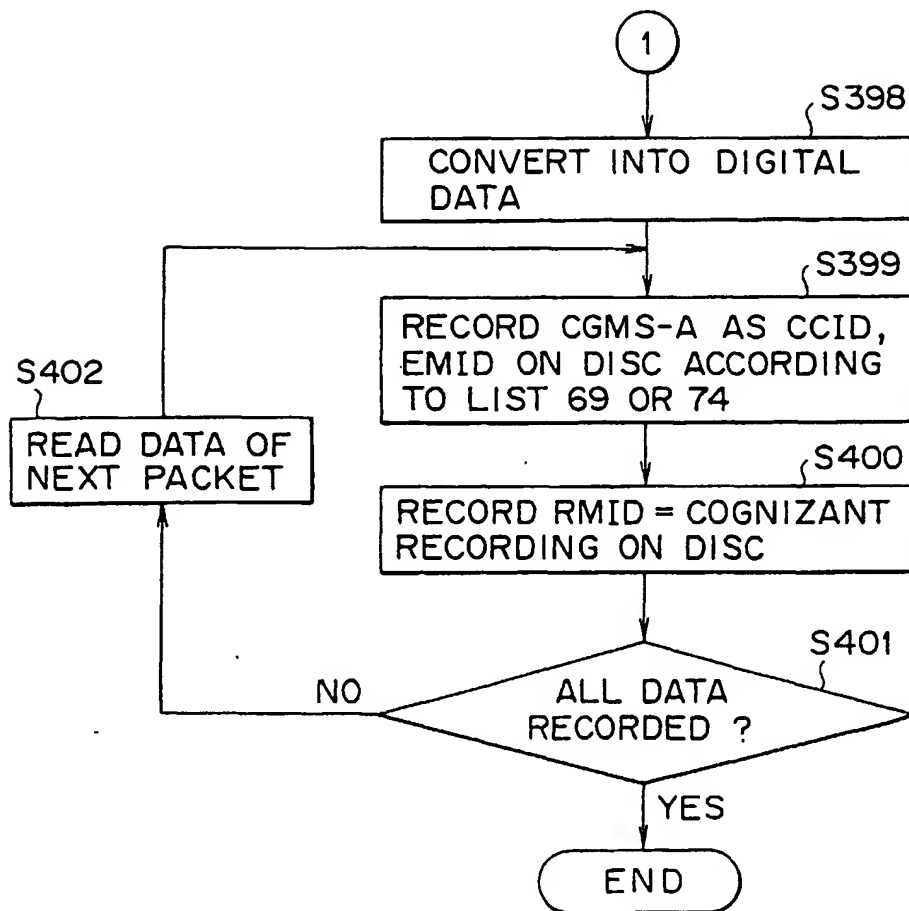 1
S398
CONVERT INTO DIGITAL
DATA
S399
RECORD CGMS-A AS CCID,
EMID ON DISC ACCORDING
TO LIST 69 OR 74
S402
READ DATA OF
NEXT PACKET
S400
RECORD RMID = COGNIZANT
RECORDING ON DISC
S401
NO
ALL DATA
RECORDED ?
YES
END